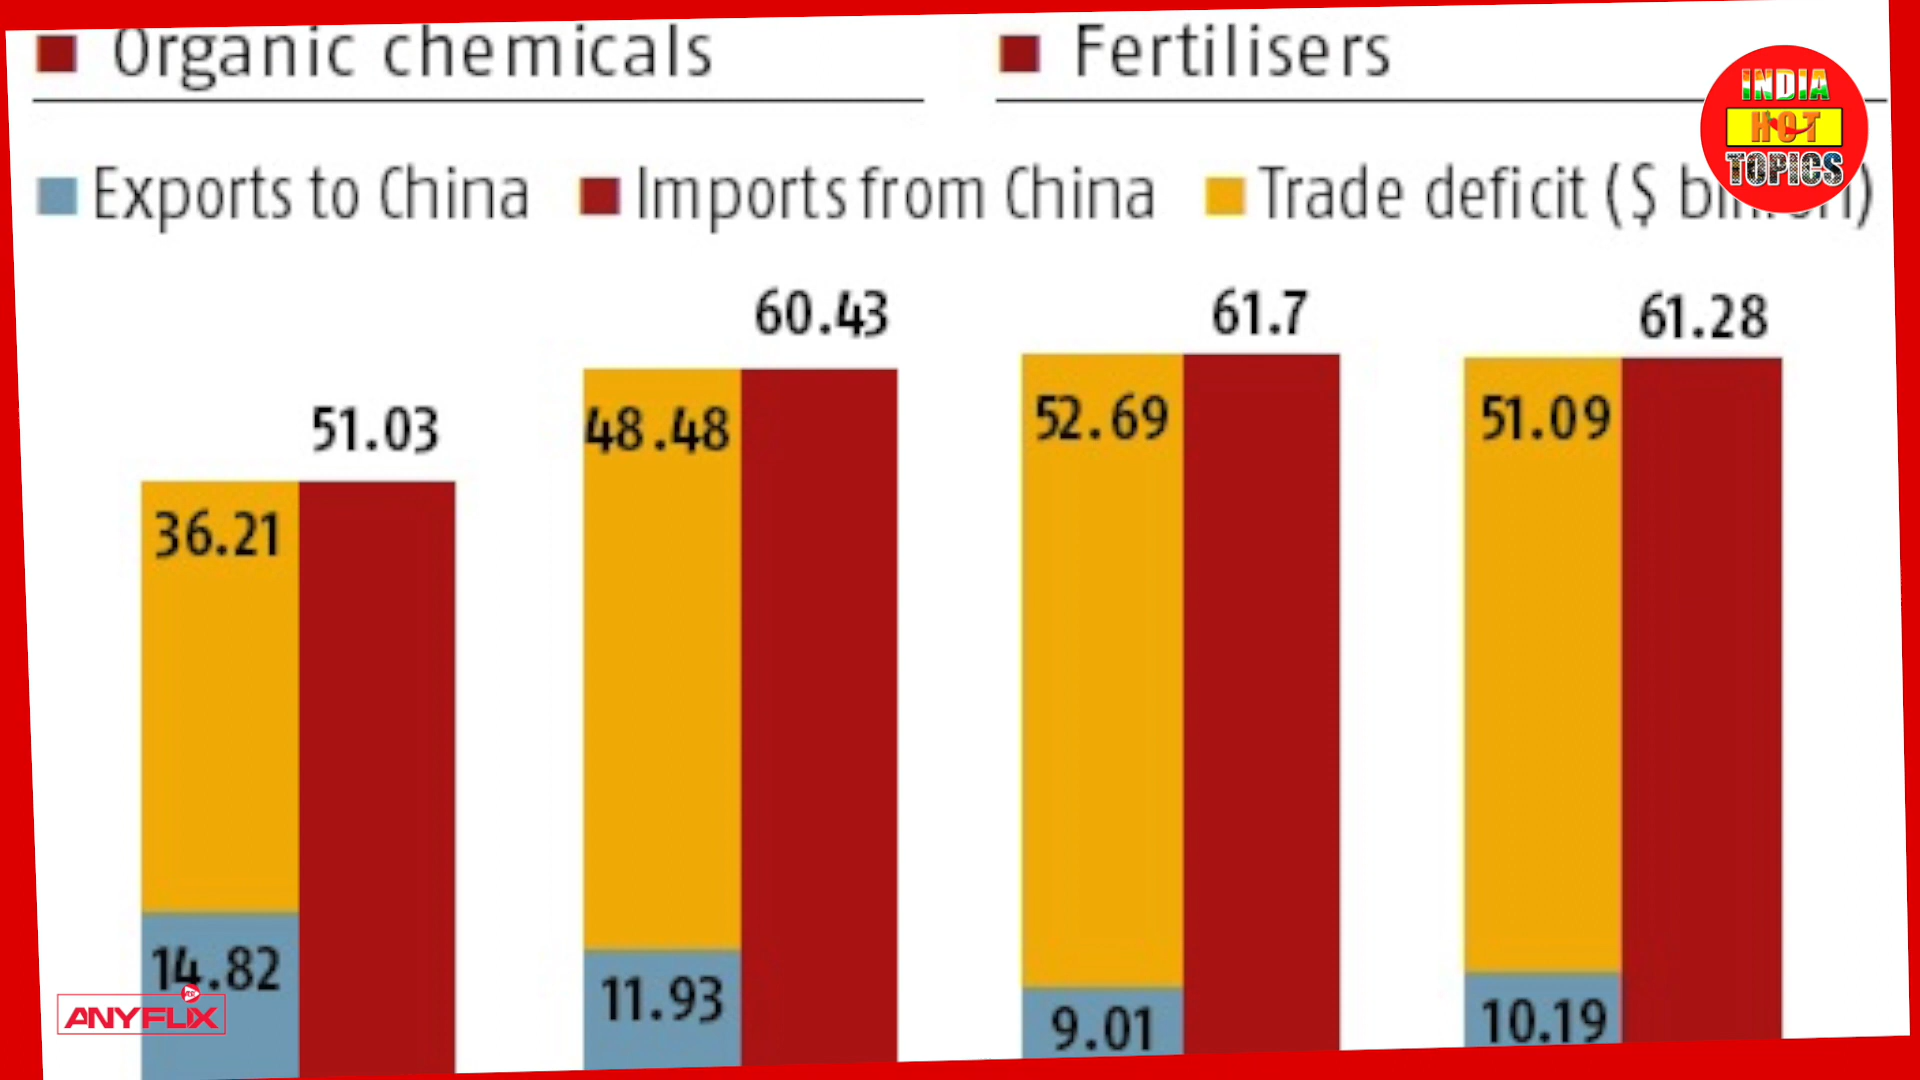 Organic chemicals
Fertilisers
INDIA
HOT
TOPICS
Exports to China
Imports from China
Trade deficit ($
60.43
61.7
61.28
51.03
48.48
52.69
51.09
36.21
14.82
11.93
9.01
10.19
ANYFLIX